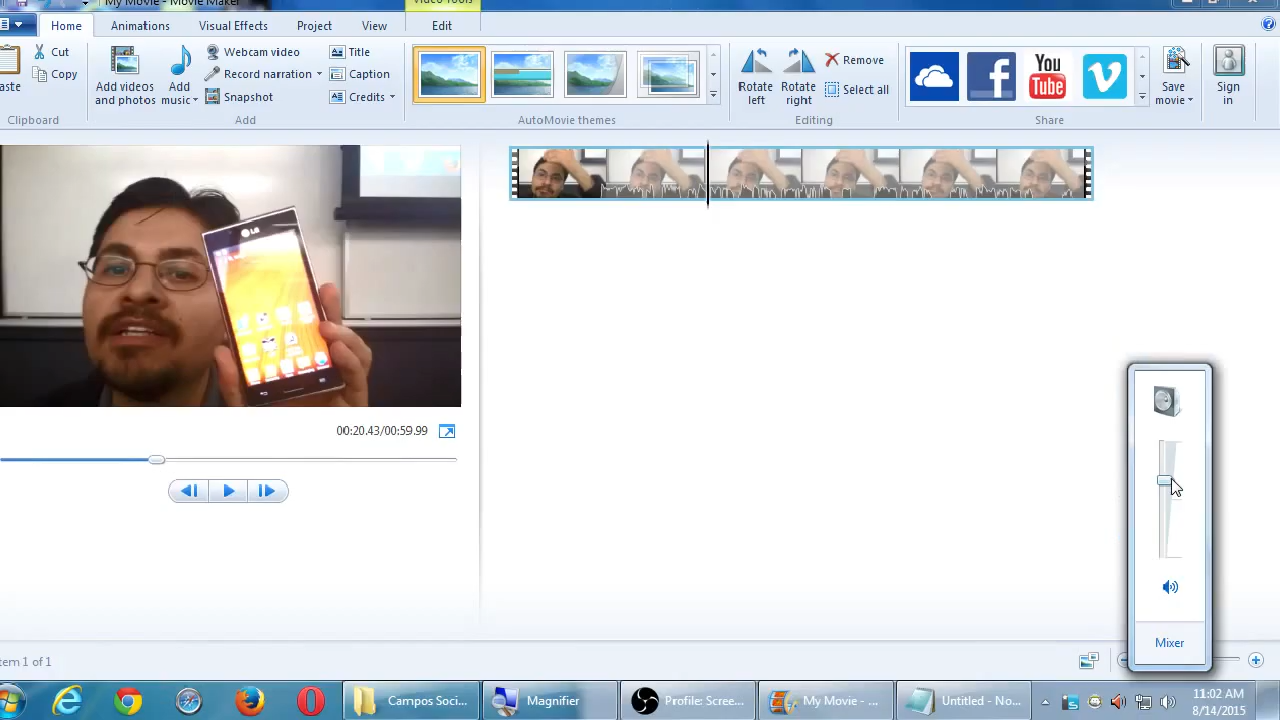 My Movie - Movie Maker
Video Tools
Home
Animations
Visual Effects
Project
View
Edit
Cut
Copy
aste
Clipboard
Add videos and photos
Add music
Webcam video
Record narration
Snapshot
Title
Caption
Credits
Add
AutoMovie themes
Rotate left
Rotate right
Remove
Select all
Editing
You Tube
Share
Save movie
Sign in
LG
00:20.43/00:59.99
Mixer
tem 1 of 1
Campos Soci...
Magnifier
Profile: Scree...
My Movie - ...
Untitled - No...
11:02 AM
8/14/2015